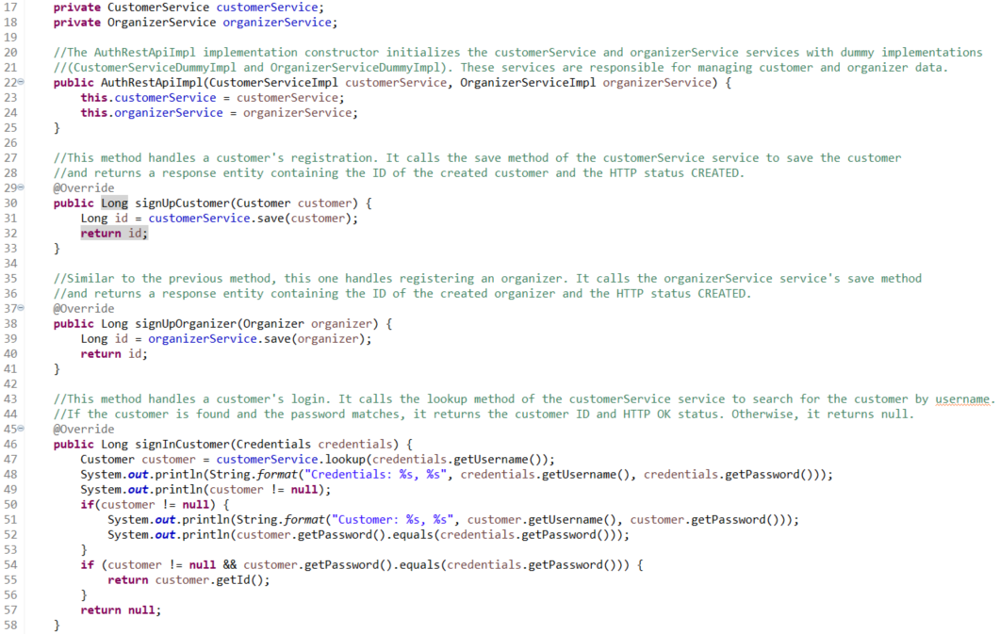 17 private CustomerService customerService;
18 private OrganizerService organizerService;
19
20 //The AuthRestApiImpl implementation constructor initializes the customerService and organizerService services with dummy implementations
21 //(CustomerServiceDummyImpl and OrganizerServiceDummyImpl). These services are responsible for managing customer and organizer data.
22 public AuthRestApiImpl(CustomerServiceImpl customerService, OrganizerServiceImpl organizerService) {
23 this.customerService = customerService;
24 this.organizerService = organizerService;
25 }
26
27 //This method handles a customer's registration. It calls the save method of the customerService service to save the customer
28 //and returns a response entity containing the ID of the created customer and the HTTP status CREATED.
29 @Override
30 public Long signUpCustomer(Customer customer) {
31 Long id = customerService.save(customer);
32 return id;
33 }
34
35 //Similar to the previous method, this one handles registering an organizer. It calls the organizerService service's save method
36 //and returns a response entity containing the ID of the created organizer and the HTTP status CREATED.
37 @Override
38 public Long signUpOrganizer(Organizer organizer) {
39 Long id = organizerService.save(organizer);
40 return id;
41 }
42
43 //This method handles a customer's login. It calls the lookup method of the customerService service to search for the customer by username.
44 //If the customer is found and the password matches, it returns the customer ID and HTTP OK status. Otherwise, it returns null.
45 @Override
46 public Long signInCustomer(Credentials credentials) {
47 Customer customer = customerService.lookup(credentials.getUsername());
48 System.out.println(String.format("Credentials: %s, %s", credentials.getUsername(), credentials.getPassword()));
49 System.out.println(customer != null);
50 if(customer != null) {
51 System.out.println(String.format("Customer: %s, %s", customer.getUsername(), customer.getPassword()));
52 System.out.println(customer.getPassword().equals(credentials.getPassword()));
53 }
54 if (customer != null && customer.getPassword().equals(credentials.getPassword())) {
55 return customer.getId();
56 }
57 return null;
58 }